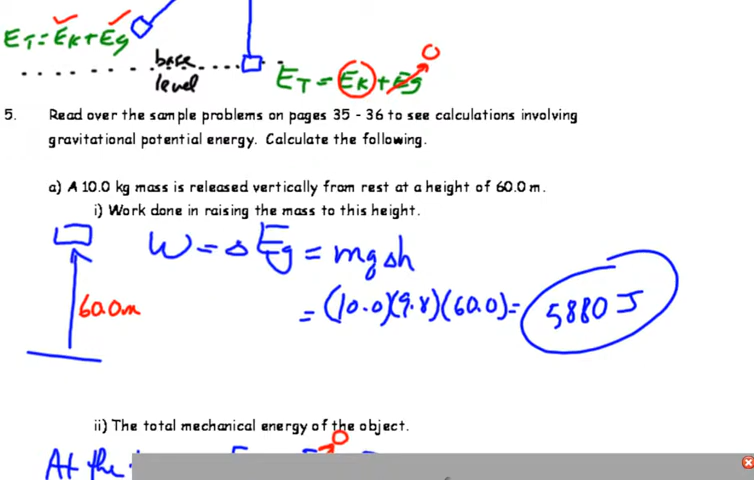 ET = EK + Eg
base
level
ET = EK + Eg 0
5. Read over the sample problems on pages 35 - 36 to see calculations involving
gravitational potential energy. Calculate the following.
a) A 10.0 kg mass is released vertically from rest at a height of 60.0 m.
i) Work done in raising the mass to this height.
W = ΔEg = mgΔh
60.0m
= (10.0)(9.8)(60.0) = 5880 J
ii) The total mechanical energy of the object.
0
At the